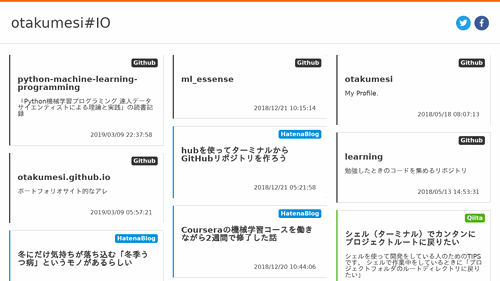 otakumesi#IO
Github
python-machine-learning-
programming
『Python機械学習プログラミング 達人データ
サイエンティストによる理論と実践』の読書記
録
2019/03/09 22:37:58
Github
otakumesi.github.io
ポートフォリオサイト的なアレ
2019/03/09 05:57:21
HatenaBlog
冬にだけ気持ちが落ち込む「冬季う
つ病」というモノがあるらしい
Github
ml_essense
2018/12/21 10:15:14
HatenaBlog
hubを使ってターミナルから
GitHubリポジトリを作ろう
2018/12/21 05:21:58
HatenaBlog
Courseraの機械学習コースを働き
ながら2週間で修了した話
2018/12/20 10:44:06
Github
otakumesi
My Profile.
2018/05/18 08:07:13
Github
learning
勉強したときのコードを集めるリポジトリ
2018/05/13 14:53:31
Qiita
シェル（ターミナル）でカンタンに
プロジェクトルートに戻りたい
シェルを使って開発をしている人のためのTIPS
です。 シェルで作業中をしているときに「プロジ
ェクトフォルダのルートディレクトリに戻りた
い」